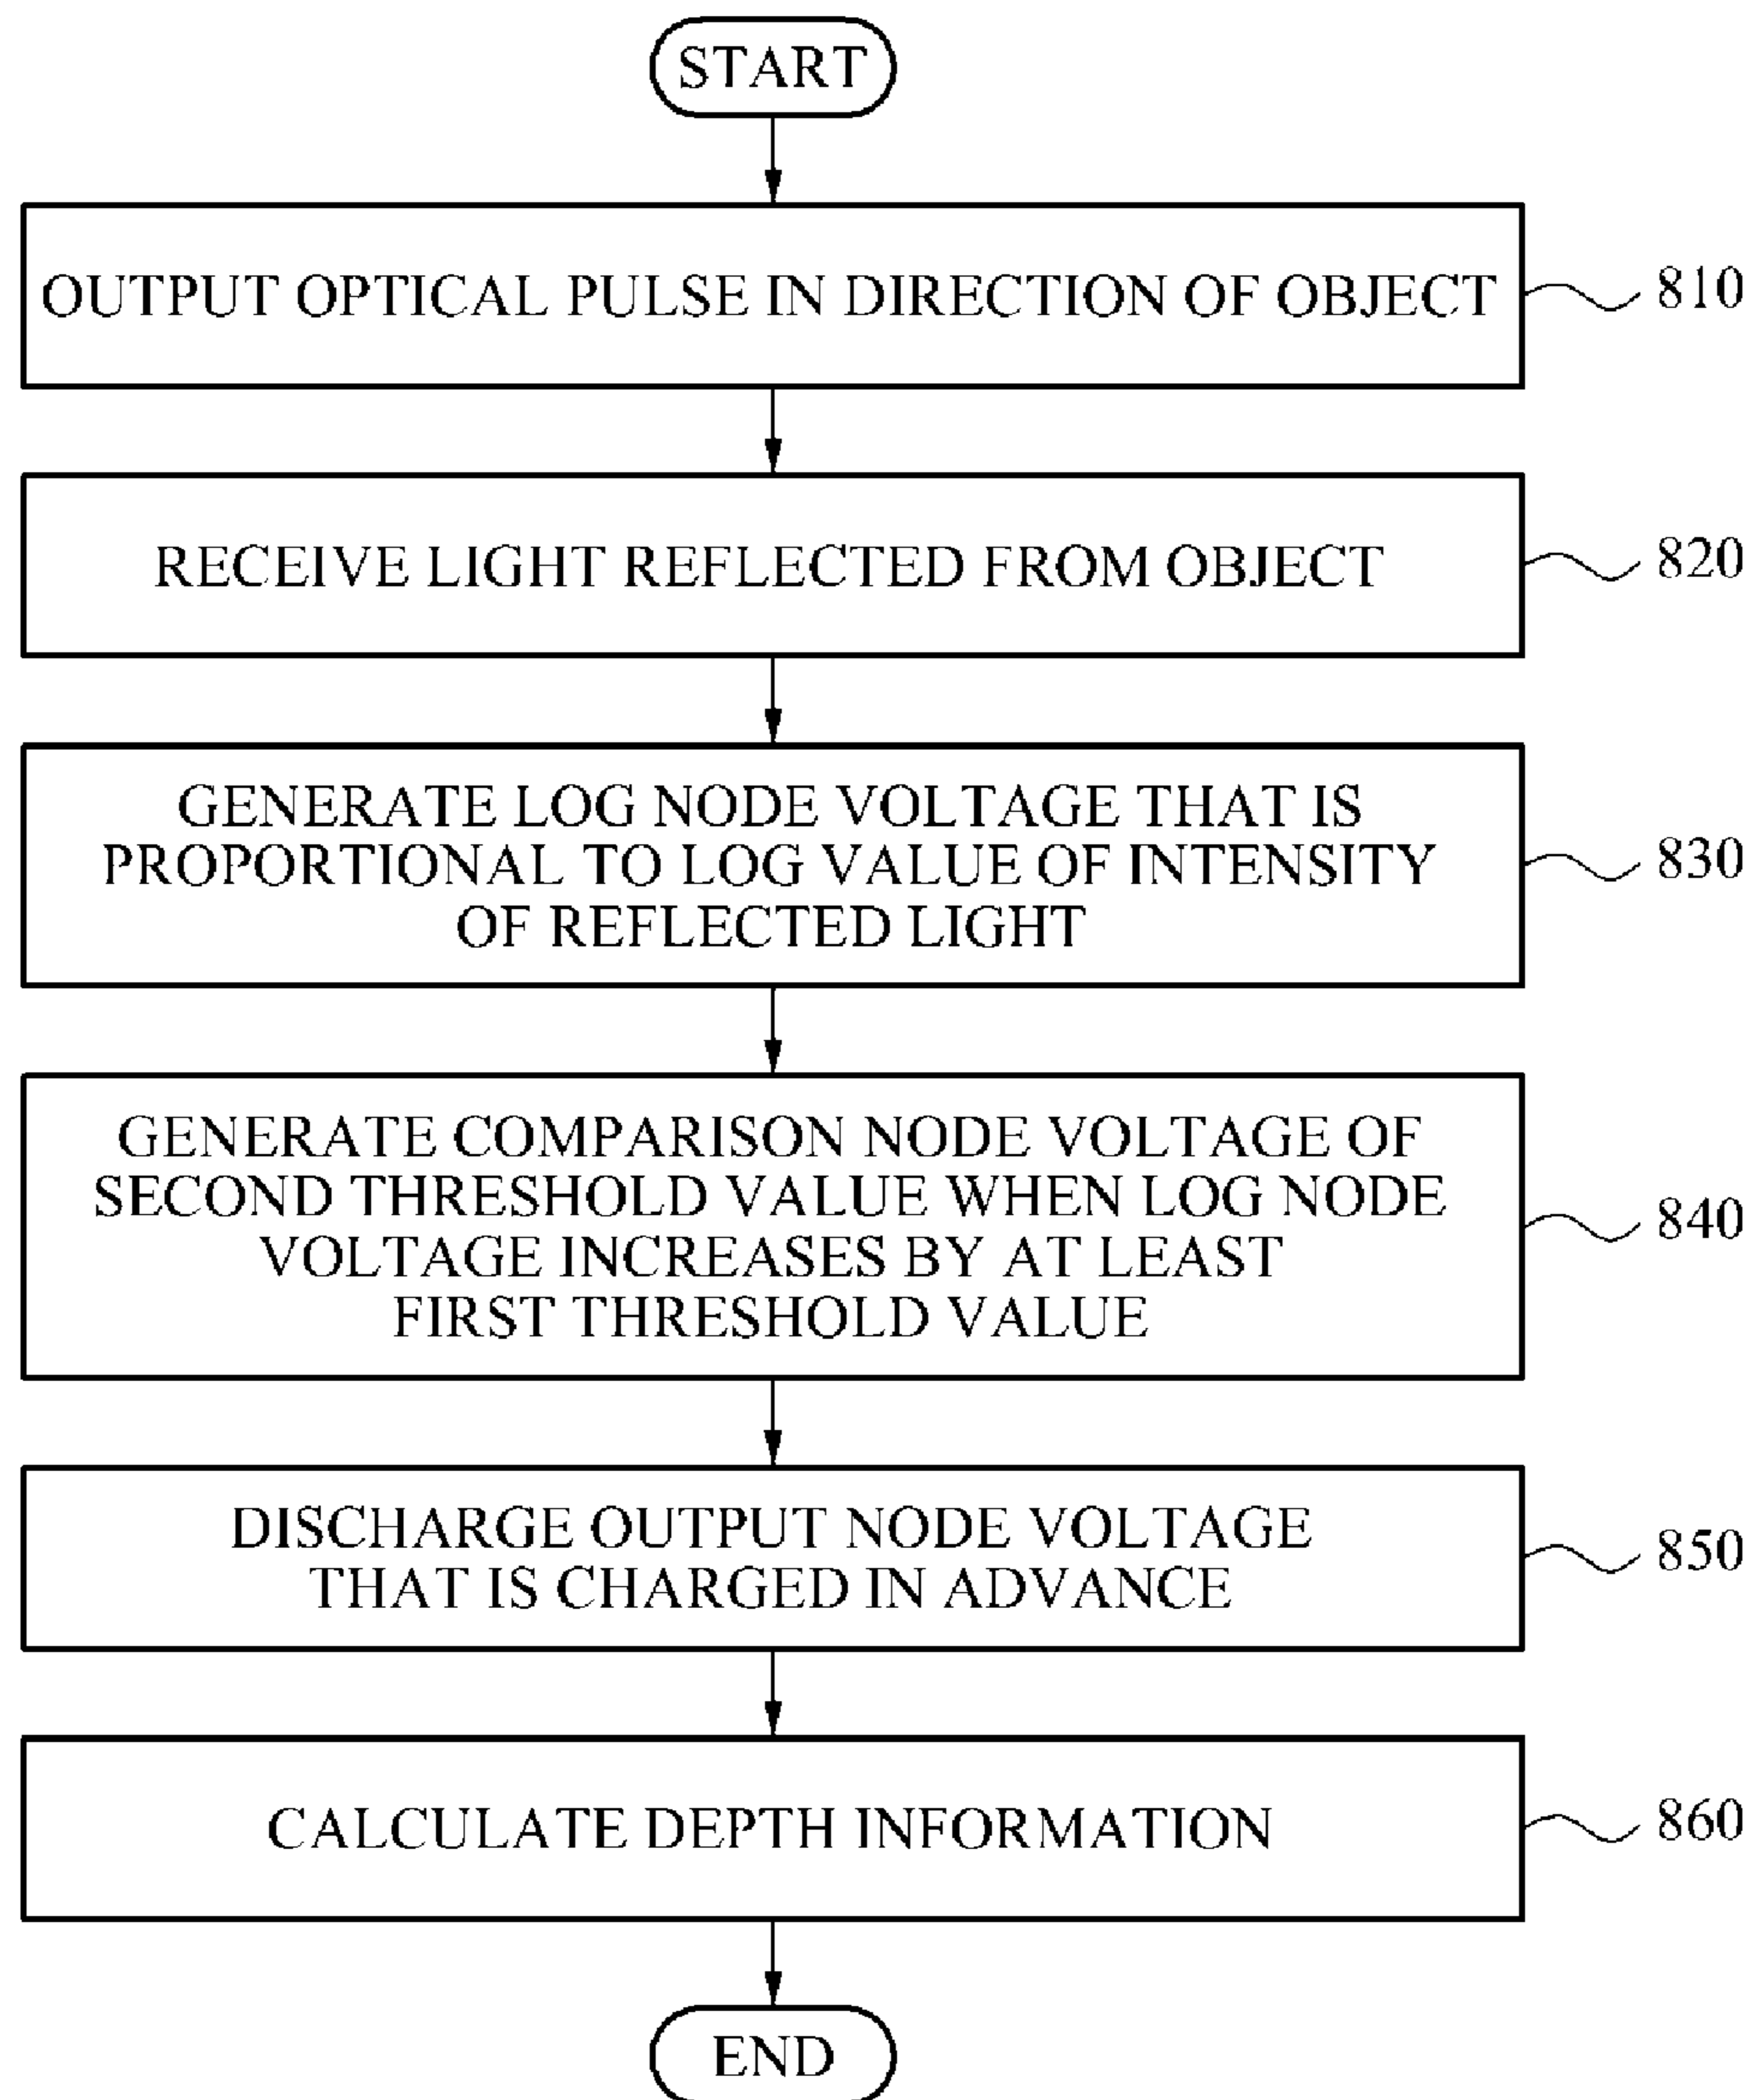 START
OUTPUT OPTICAL PULSE IN DIRECTION OF OBJECT
810
RECEIVE LIGHT REFLECTED FROM OBJECT
820
GENERATE LOG NODE VOLTAGE THAT IS
PROPORTIONAL TO LOG VALUE OF INTENSITY
OF REFLECTED LIGHT
830
GENERATE COMPARISON NODE VOLTAGE OF
SECOND THRESHOLD VALUE WHEN LOG NODE
VOLTAGE INCREASES BY AT LEAST
FIRST THRESHOLD VALUE
840
DISCHARGE OUTPUT NODE VOLTAGE
THAT IS CHARGED IN ADVANCE
850
CALCULATE DEPTH INFORMATION
860
END